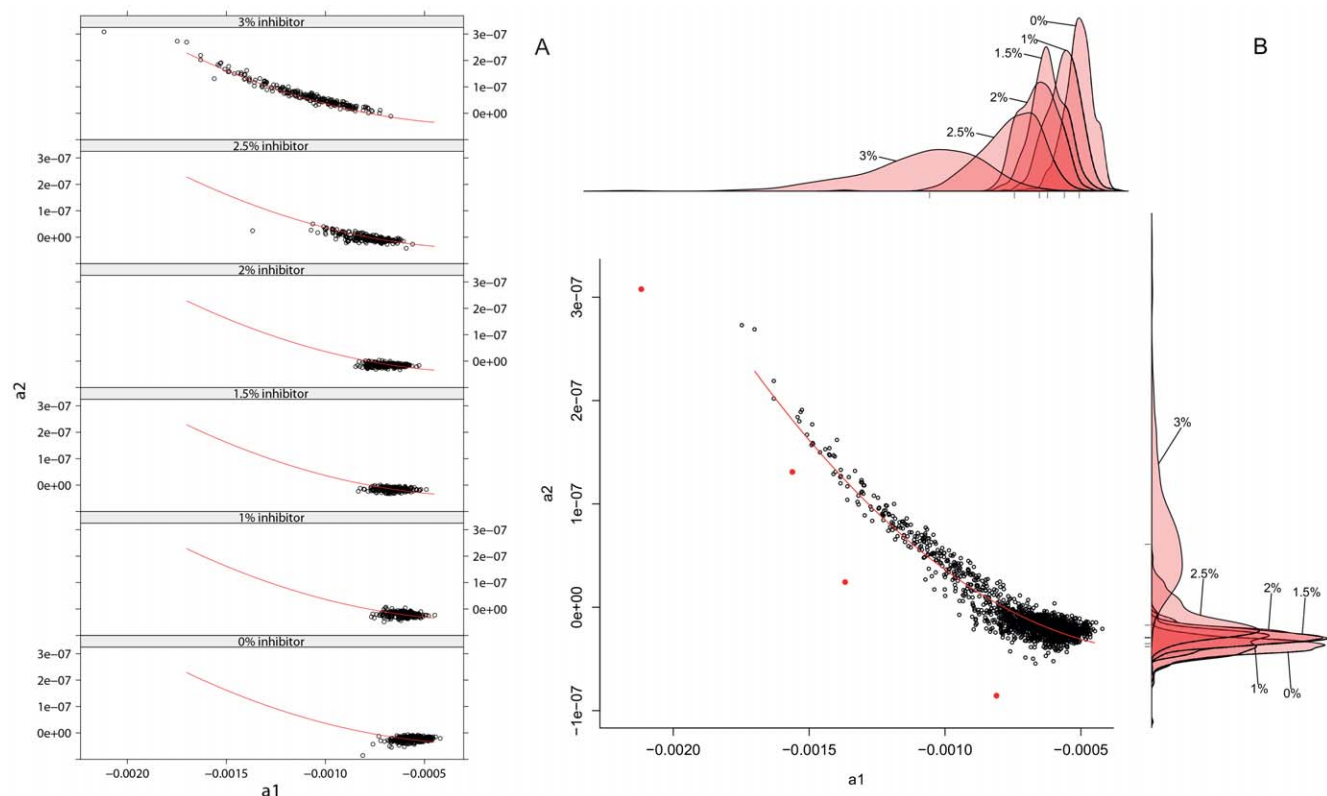 A
3% inhibitor
3e-07
2e-07
1e-07
0e+00
2.5% inhibitor
3e-07
2e-07
1e-07
0e+00
2% inhibitor
3e-07
2e-07
1e-07
0e+00
1.5% inhibitor
3e-07
2e-07
1e-07
0e+00
1% inhibitor
3e-07
2e-07
1e-07
0e+00
0% inhibitor
3e-07
2e-07
1e-07
0e+00
a2
−0.0020 −0.0015 −0.0010 −0.0005
a1
B
0%
1%
1.5%
2%
2.5%
3%
3e−07
2e−07
1e−07
0e+00
−1e−07
a2
−0.0020 −0.0015 −0.0010 −0.0005
a1
3%
2.5%
2%
1.5%
1%
0%